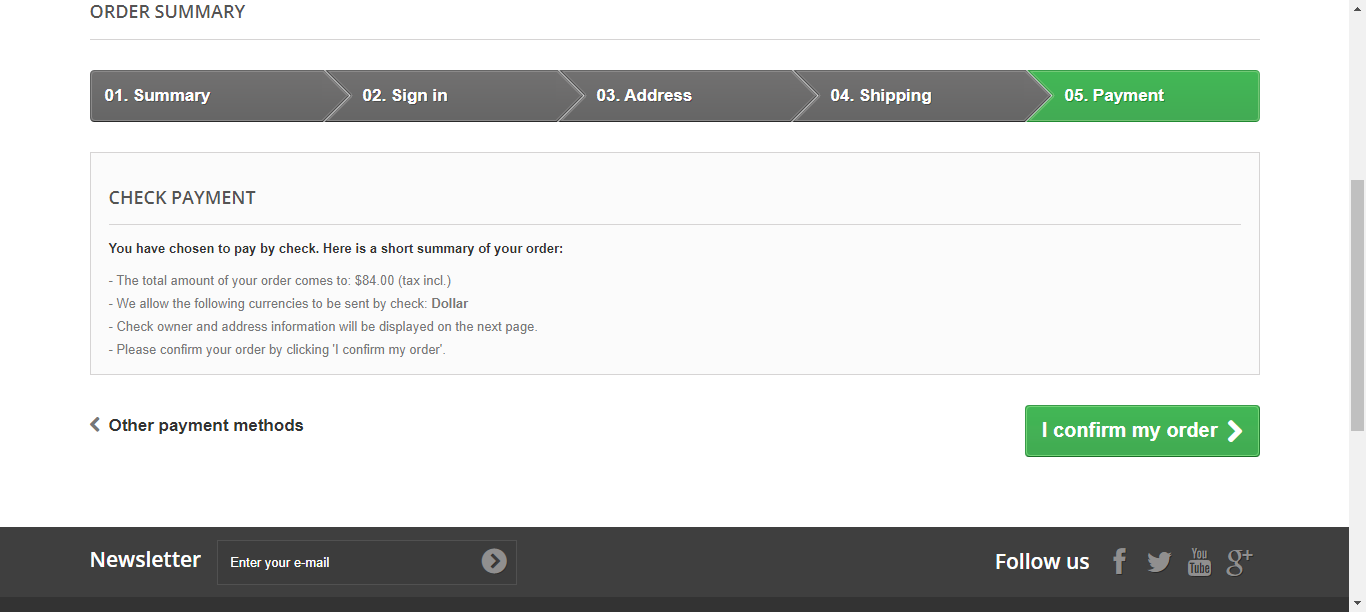 ORDER SUMMARY
01. Summary
02. Sign in
03. Address
04. Shipping
05. Payment
CHECK PAYMENT
You have chosen to pay by check. Here is a short summary of your order:
- The total amount of your order comes to: $84.00 (tax incl.)
- We allow the following currencies to be sent by check: Dollar
- Check owner and address information will be displayed on the next page.
- Please confirm your order by clicking 'I confirm my order'.
Other payment methods
I confirm my order
Newsletter
Enter your e-mail
Follow us
f
You
Tube
g+